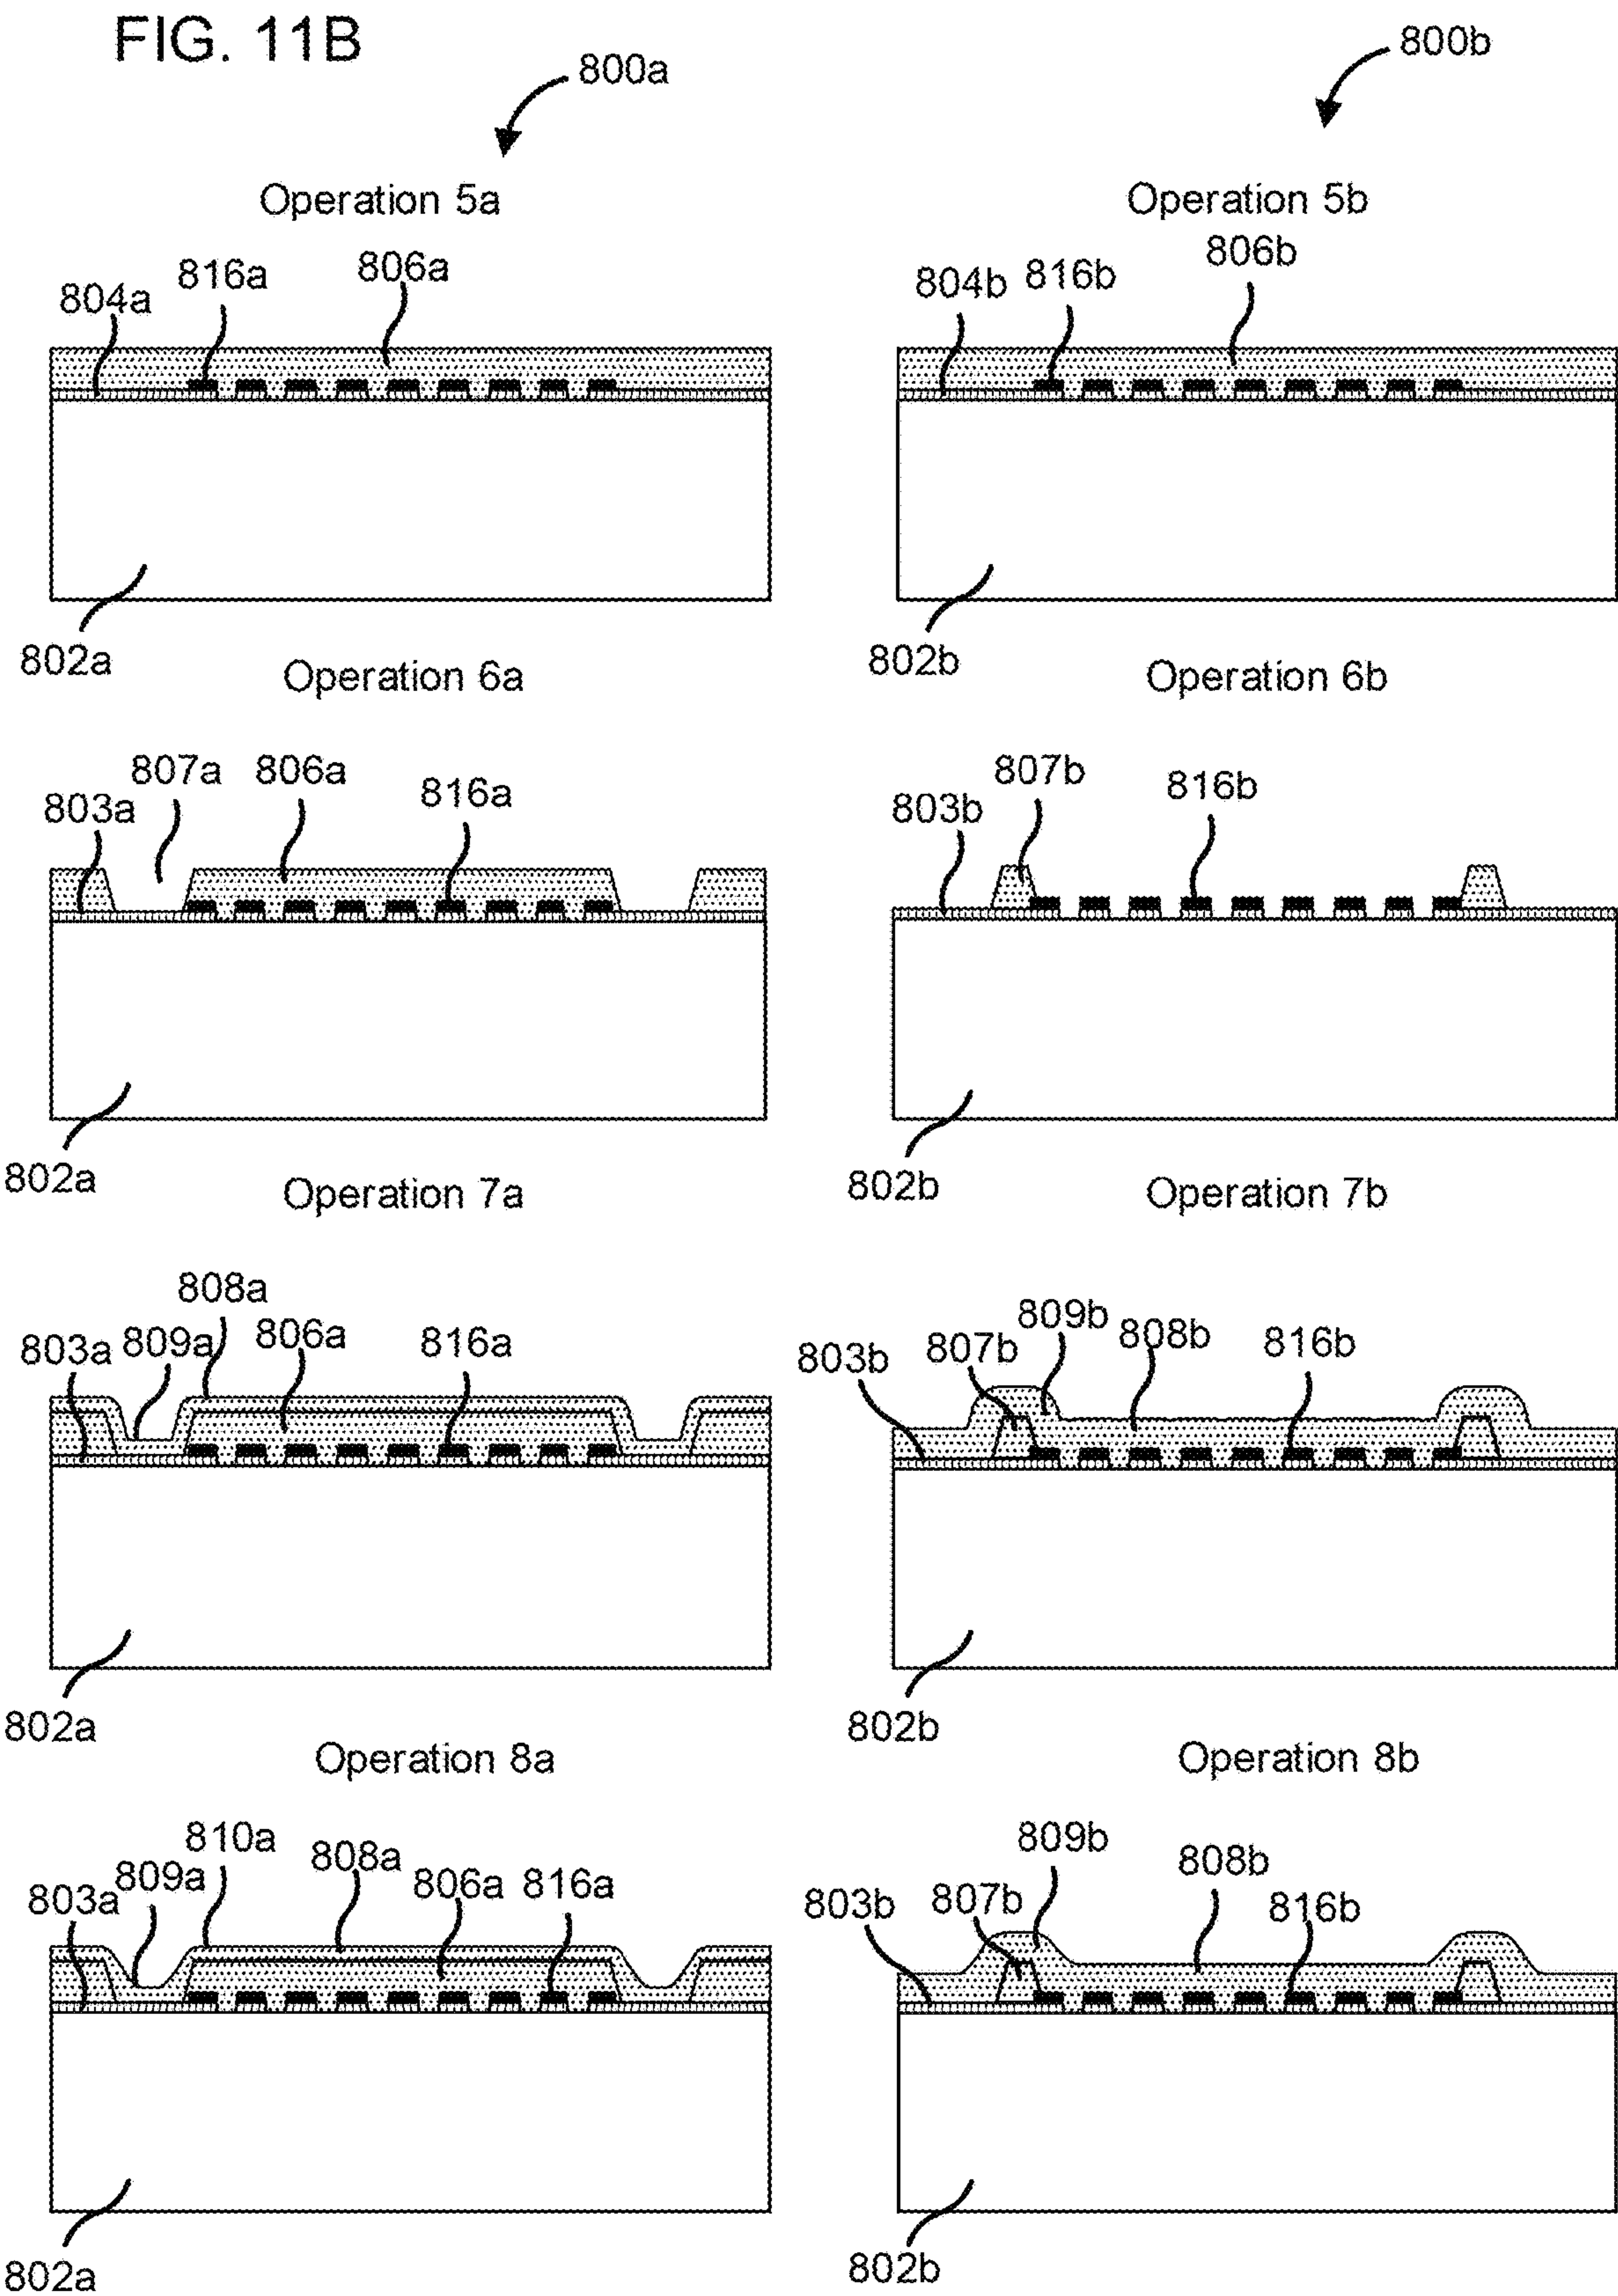 FIG. 11B
800a
800b
Operation 5a
Operation 5b
804a
816a
806a
804b
816b
806b
802a
802b
Operation 6a
Operation 6b
803a
807a
806a
816a
803b
807b
816b
802a
802b
Operation 7a
Operation 7b
803a
809a
808a
806a
816a
803b
807b
809b
808b
816b
802a
802b
Operation 8a
Operation 8b
803a
809a
810a
808a
806a
816a
803b
807b
809b
808b
816b
802a
802b